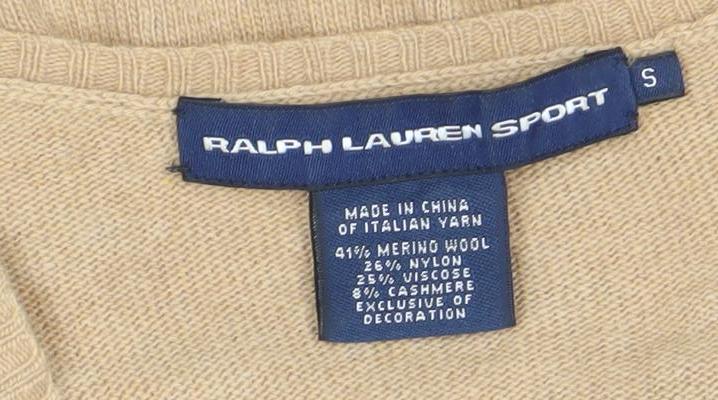 RALPH LAUREN SPORT
S
MADE IN CHINA
OF ITALIAN YARN
41% MERINO WOOL
26% NYLON
25% VISCOSE
8% CASHMERE
EXCLUSIVE OF
DECORATION